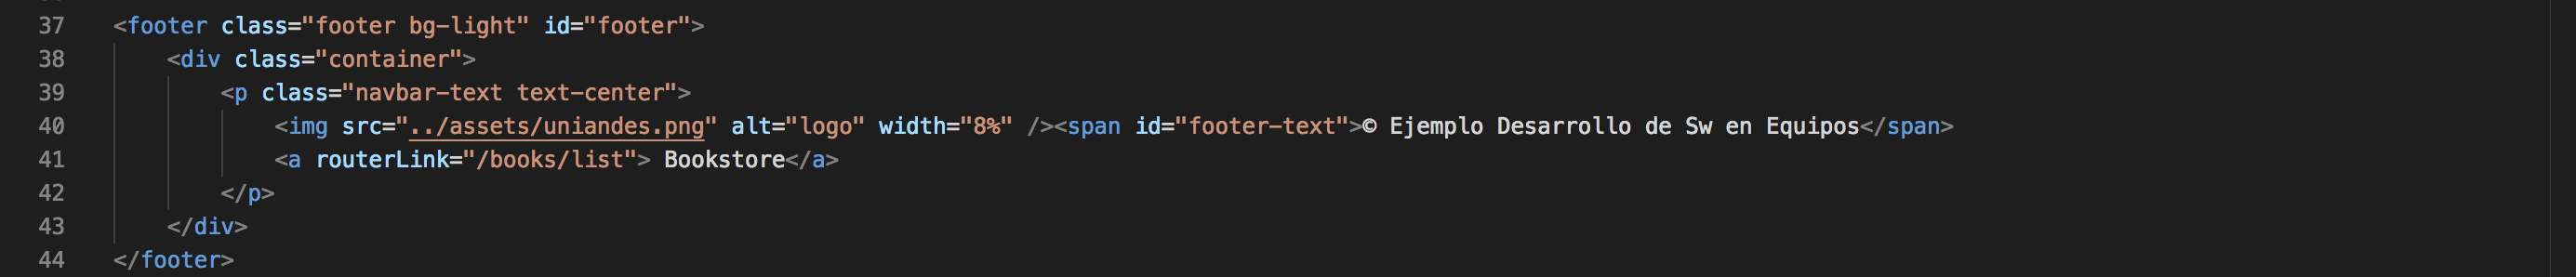 37 <footer class="footer bg-light" id="footer">
38 <div class="container">
39 <p class="navbar-text text-center">
40 <img src="../assets/uniandes.png" alt="logo" width="8%" /><span id="footer-text">© Ejemplo Desarrollo de Sw en Equipos</span>
41 <a routerLink="/books/list"> Bookstore</a>
42 </p>
43 </div>
44 </footer>